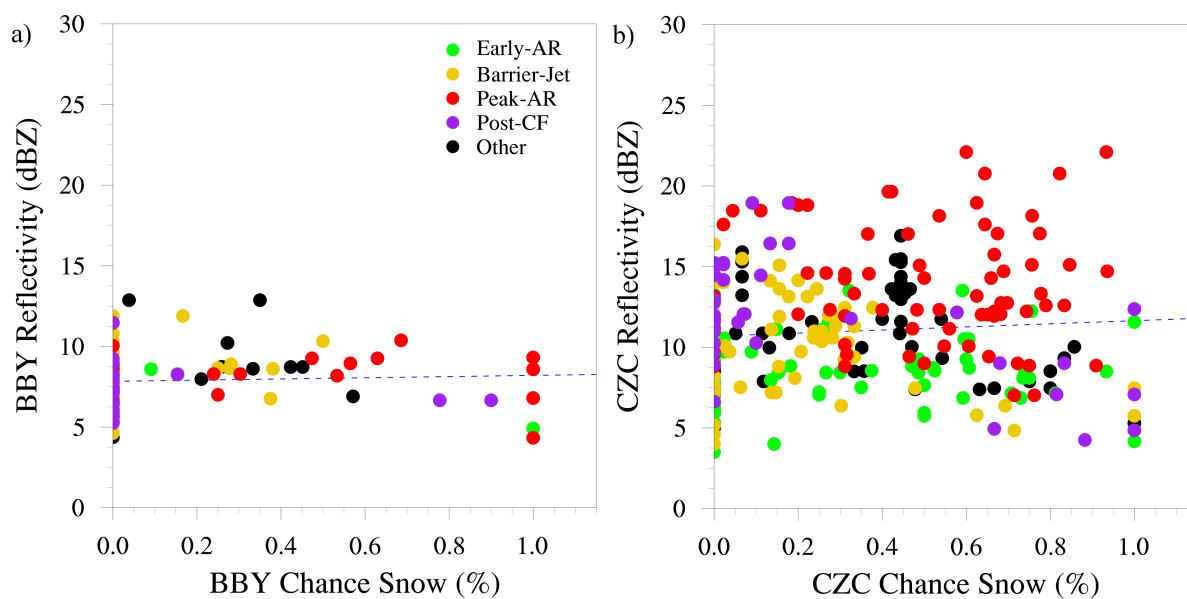 a)
30
25
20
15
10
5
0
BBY Reflectivity (dBZ)
Early-AR
Barrier-Jet
Peak-AR
Post-CF
Other
0.0 0.2 0.4 0.6 0.8 1.0
BBY Chance Snow (%)
b)
30
25
20
15
10
5
0
CZC Reflectivity (dBZ)
0.0 0.2 0.4 0.6 0.8 1.0
CZC Chance Snow (%)